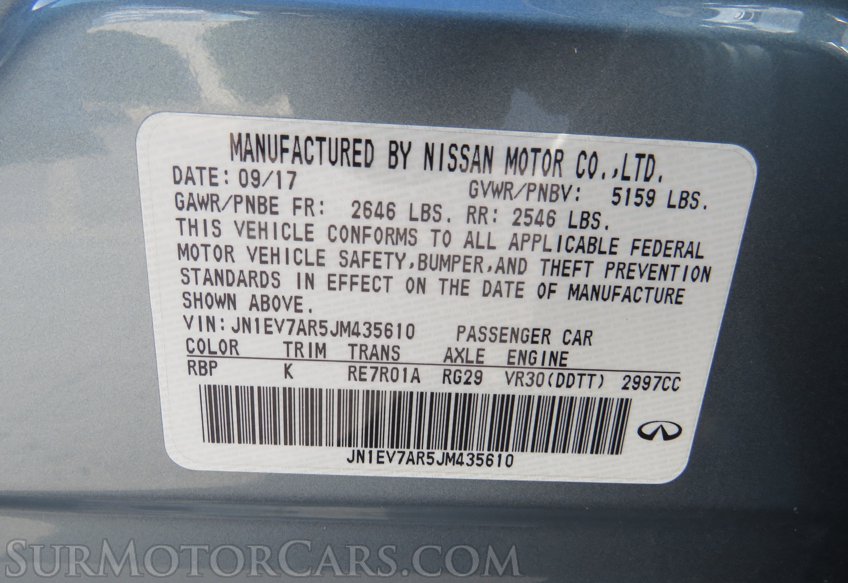 MANUFACTURED BY NISSAN MOTOR CO.,LTD.
DATE: 09/17 GVWR/PNBV: 5159 LBS.
GAWR/PNBE FR: 2646 LBS. RR: 2546 LBS.
THIS VEHICLE CONFORMS TO ALL APPLICABLE FEDERAL
MOTOR VEHICLE SAFETY,BUMPER,AND THEFT PREVENTION
STANDARDS IN EFFECT ON THE DATE OF MANUFACTURE
SHOWN ABOVE.
VIN:JN1EV7AR5JM435610 PASSENGER CAR
COLOR TRIM TRANS AXLE ENGINE
RBP K RE7R01A RG29 VR30(DDTT) 2997CC
JN1EV7AR5JM435610
SurMotorCars.com